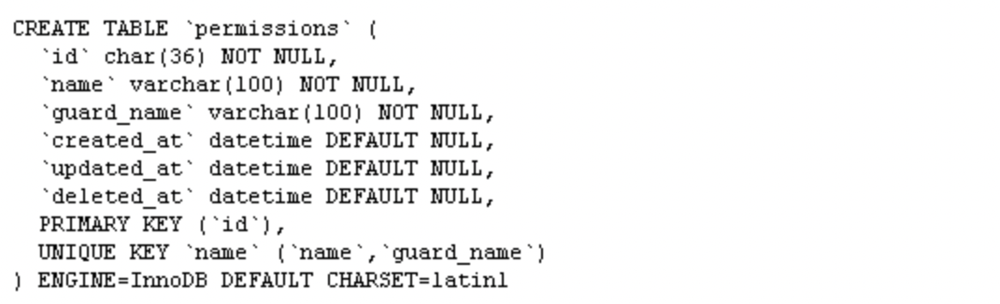 CREATE TABLE `permissions` (
`id` char(36) NOT NULL,
`name` varchar(100) NOT NULL,
`guard_name` varchar(100) NOT NULL,
`created_at` datetime DEFAULT NULL,
`updated_at` datetime DEFAULT NULL,
`deleted_at` datetime DEFAULT NULL,
PRIMARY KEY (`id`),
UNIQUE KEY `name` (`name`,`guard_name`)
) ENGINE=InnoDB DEFAULT CHARSET=latin1